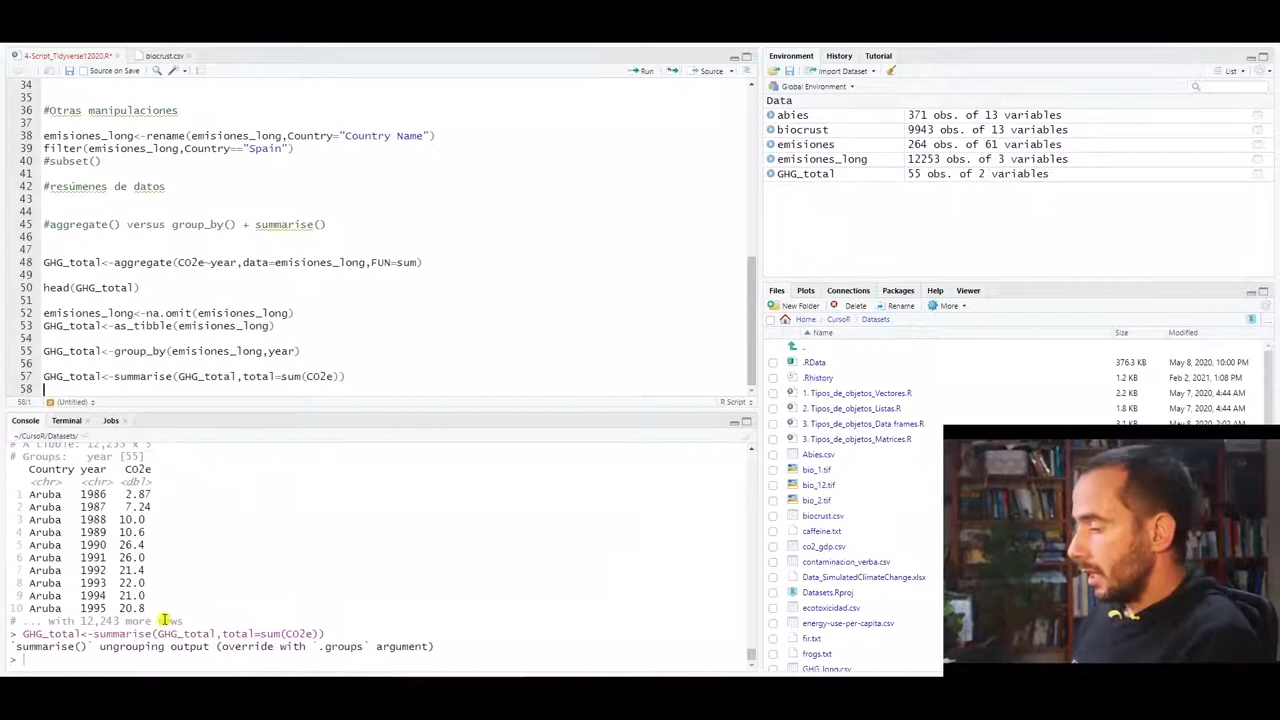 4-Script_Tidyverse12020.R*
biocrust.csv
Source on Save
Run
Source
34
35
36 #Otras manipulaciones
37
38 emisiones_long<-rename(emisiones_long,Country="Country Name")
39 filter(emisiones_long,Country=="Spain")
40 #subset()
41
42 #resúmenes de datos
43
44
45 #aggregate() versus group_by() + summarise()
46
47
48 GHG_total<-aggregate(CO2e~year,data=emisiones_long,FUN=sum)
49
50 head(GHG_total)
51
52 emisiones_long<-na.omit(emisiones_long)
53 GHG_total<-as_tibble(emisiones_long)
54
55 GHG_total<-group_by(emisiones_long,year)
56
57 GHG_total<-summarise(GHG_total,total=sum(CO2e))
58
58:1 (Untitled) R Script
Console Terminal Jobs
~/CursoR/Datasets/
# A tibble: 12,253 x 3
# Groups: year [55]
Country year CO2e
<chr> <chr> <dbl>
1 Aruba 1986 2.87
2 Aruba 1987 7.24
3 Aruba 1988 10.0
4 Aruba 1989 10.6
5 Aruba 1990 26.4
6 Aruba 1991 26.0
7 Aruba 1992 21.4
8 Aruba 1993 22.0
9 Aruba 1994 21.0
10 Aruba 1995 20.8
# ... with 12,243 more rows
> GHG_total<-summarise(GHG_total,total=sum(CO2e))
`summarise()` ungrouping output (override with `.groups` argument)
>
Environment History Tutorial
Import Dataset
List
Global Environment
Data
abies 371 obs. of 13 variables
biocrust 9943 obs. of 13 variables
emisiones 264 obs. of 61 variables
emisiones_long 12253 obs. of 3 variables
GHG_total 55 obs. of 2 variables
Files Plots Connections Packages Help Viewer
New Folder Delete Rename More
Home CursoR Datasets
Name Size Modified
..
.RData 376.3 KB May 8, 2020, 10:00 PM
.Rhistory 1.2 KB Feb 2, 2021, 1:08 PM
1. Tipos_de_objetos_Vectores.R 2.2 KB May 7, 2020, 4:44 AM
2. Tipos_de_objetos_Listas.R 1.8 KB May 7, 2020, 4:44 AM
3. Tipos_de_objetos_Data frames.R
3. Tipos_de_objetos_Matrices.R
Abies.csv
bio_1.tif
bio_12.tif
bio_2.tif
biocrust.csv
caffeine.txt
co2_gdp.csv
contaminacion_verba.csv
Data_SimulatedClimateChange.xlsx
Datasets.Rproj
ecotoxicidad.csv
energy-use-per-capita.csv
fir.txt
frogs.txt
GHG_long.csv